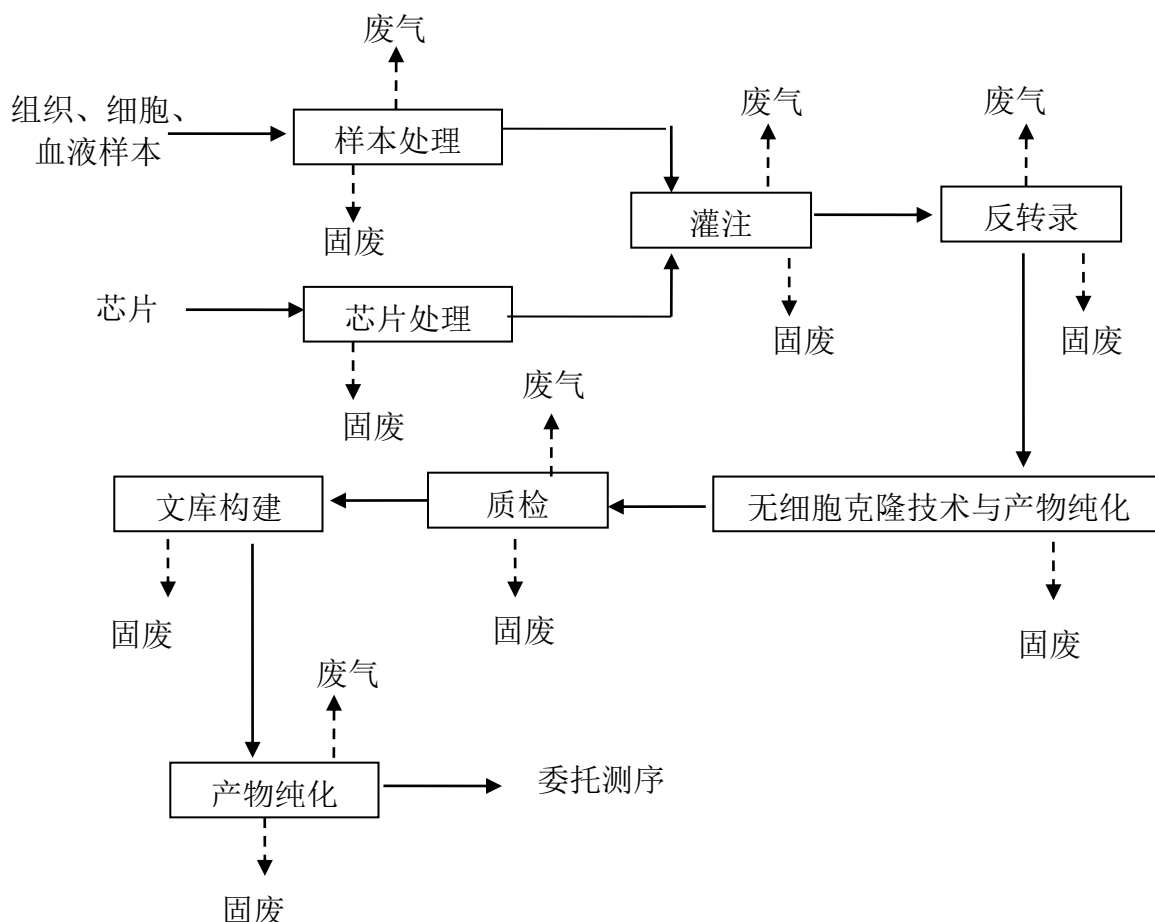 废气
组织、细胞、
血液样本
样本处理
固废
废气
灌注
固废
废气
反转录
固废
芯片
芯片处理
固废
废气
文库构建
质检
无细胞克隆技术与产物纯化
固废
固废
固废
废气
产物纯化
委托测序
固废